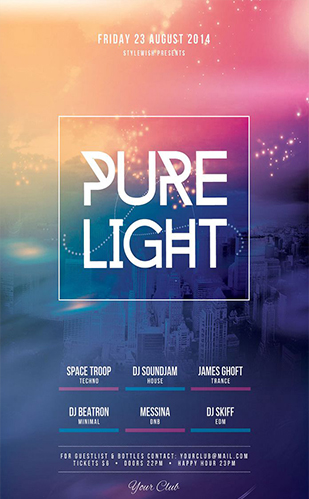 FRIDAY 23 AUGUST 2014
STYLEWISH PRESENTS
PURE
LIGHT
SPACE TROOP DJ SOUNDJAM JAMES GHOFT
TECHNO HOUSE TRANCE
DJ BEATRON MESSINA DJ SKIFF
MINIMAL DNB EDM
FOR GUESTLIST & BOTTLES CONTACT: YOURCLUB@MAIL.COM
TICKETS 5$ • DOORS 22PM • HAPPY HOUR 23PM
Your Club